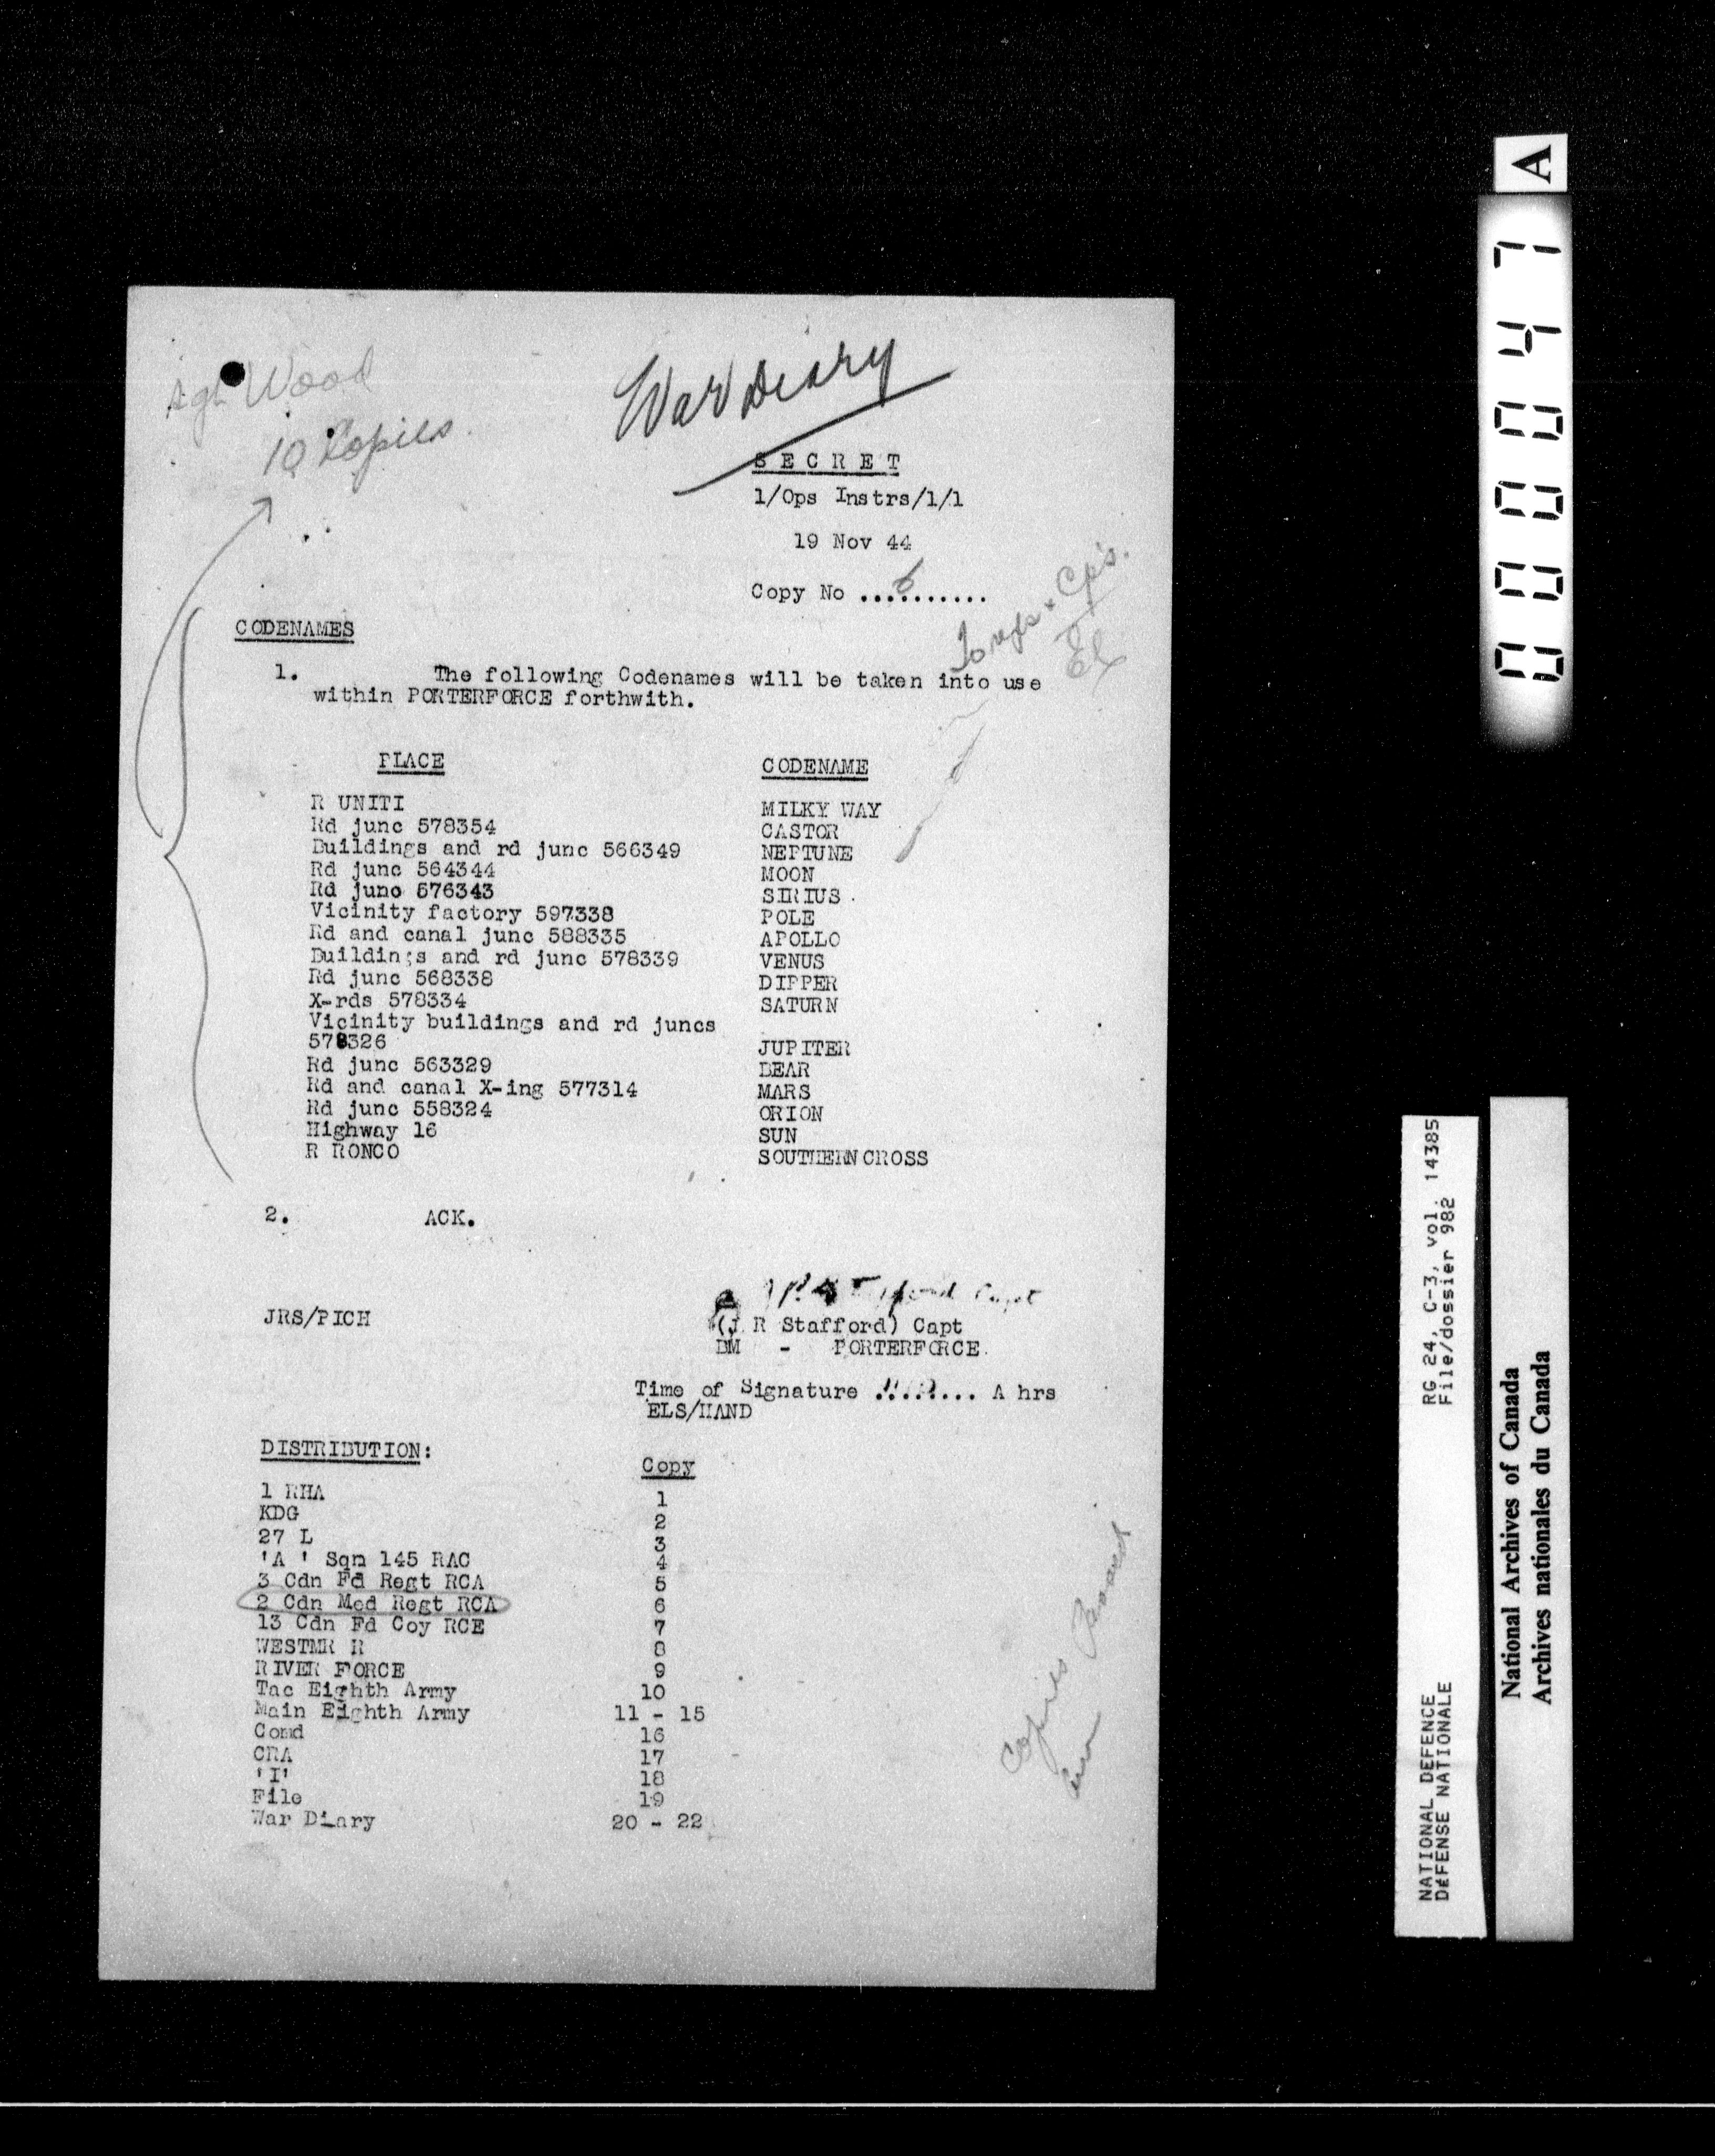 Sgt Wood
10 Copies
War Diary
SECRET
1/Ops Instrs/1/1
19 Nov 44
Copy No ...6.......
CODENAMES
1. The following Codenames will be taken into use
within PORTERFORCE forthwith.
PLACE CODENAME
R UNITI MILKY WAY
Rd junc 578354 CASTOR
Buildings and rd junc 566349 NEPTUNE
Rd junc 564344 MOON
Rd junc 576343 SIRIUS
Vicinity factory 597338 POLE
Rd and canal junc 588335 APOLLO
Buildings and rd junc 578339 VENUS
Rd junc 568338 DIPPER
X-rds 578334 SATURN
Vicinity buildings and rd juncs
578326 JUPITER
Rd junc 563329 BEAR
Rd and canal X-ing 577314 MARS
Rd junc 558324 ORION
Highway 16 SUN
R RONCO SOUTHERN CROSS
2. ACK.
Capt
JRS/PICH
(J R Stafford) Capt
BM - PORTERFORCE.
Time of Signature ........ A hrs
ELS/HAND
DISTRIBUTION:
Copy
1 RHA 1
KDG 2
27 L 3
'A ' Sqn 145 RAC 4
3 Cdn Fd Regt RCA 5
2 Cdn Med Regt RCA 6
13 Cdn Fd Coy RCE 7
WESTMR R 8
RIVER FORCE 9
Tac Eighth Army 10
Main Eighth Army 11 - 15
Comd 16
CRA 17
'I' 18
File 19
War Diary 20 - 22
Copies
A
000047
RG 24, C-3, vol. 14385
File/dossier 982
NATIONAL DEFENCE
DÉFENSE NATIONALE
National Archives of Canada
Archives nationales du Canada